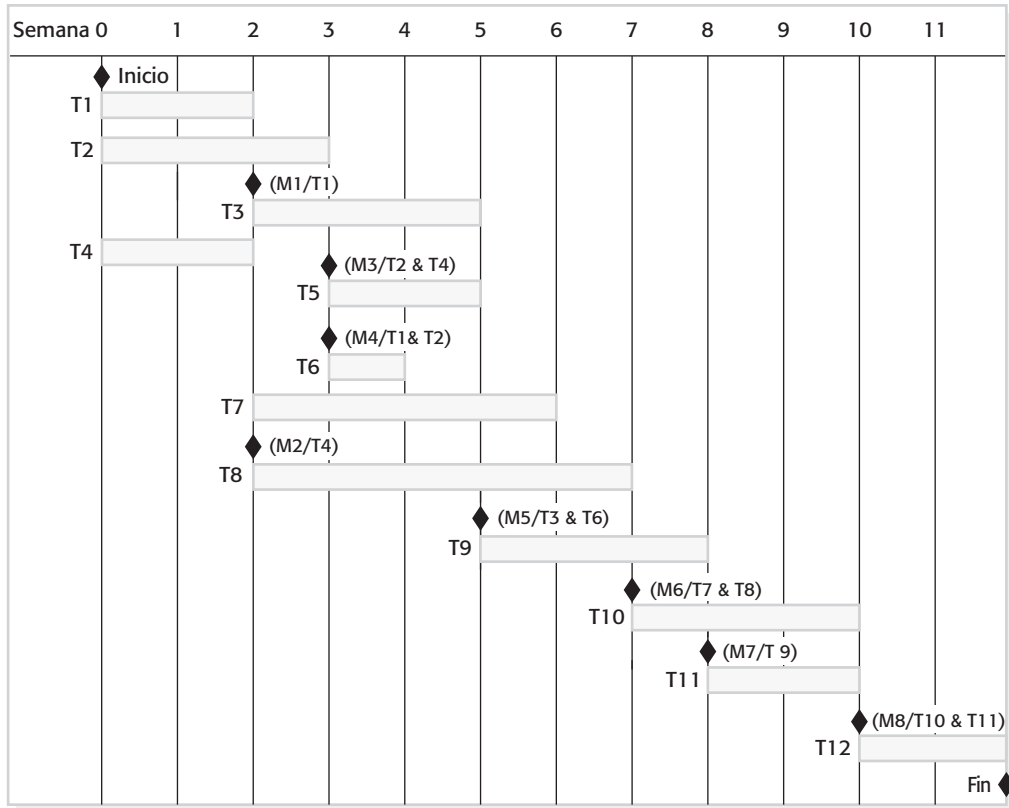 Semana 0 1 2 3 4 5 6 7 8 9 10 11
Inicio
T1
T2
(M1/T1)
T3
T4
(M3/T2 & T4)
T5
(M4/T1& T2)
T6
T7
(M2/T4)
T8
(M5/T3 & T6)
T9
(M6/T7 & T8)
T10
(M7/T 9)
T11
(M8/T10 & T11)
T12
Fin